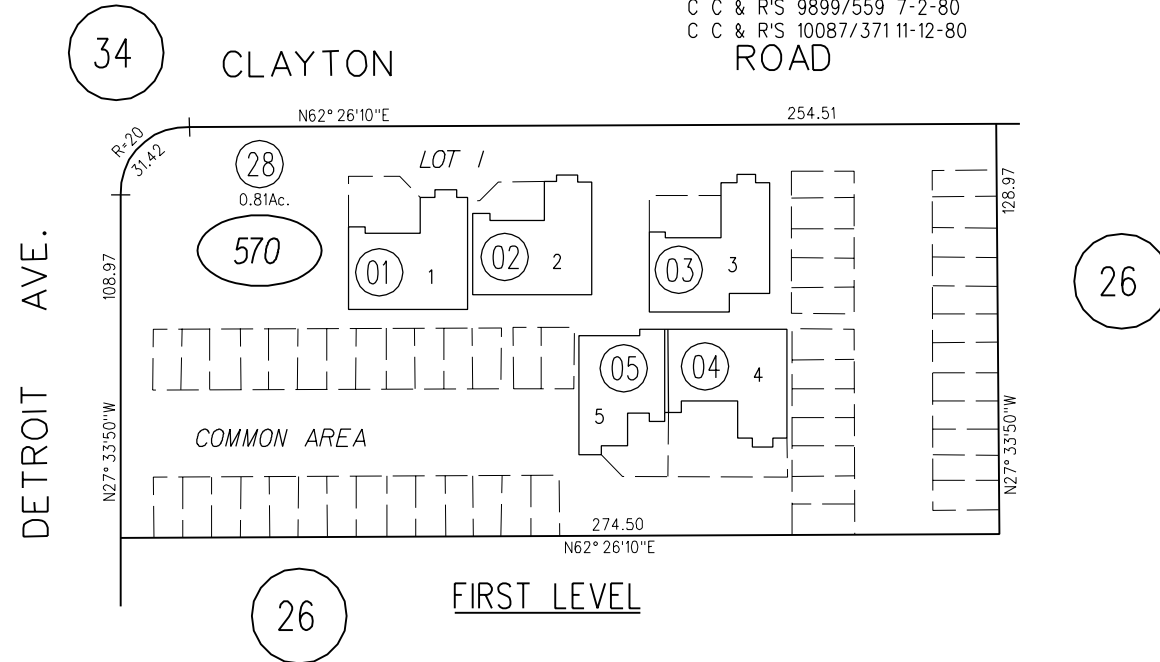 C C & R'S 9899/559 7-2-80
C C & R'S 10087/371 11-12-80
34
CLAYTON ROAD
N62° 26'10"E
254.51
R=20
31.42
28
0.81Ac.
LOT 1
570
01 1
02 2
03 3
128.97
26
108.97
DETROIT AVE.
05
04 4
5
COMMON AREA
N27° 33'50"W
N27° 33'50"W
274.50
N62° 26'10"E
FIRST LEVEL
26